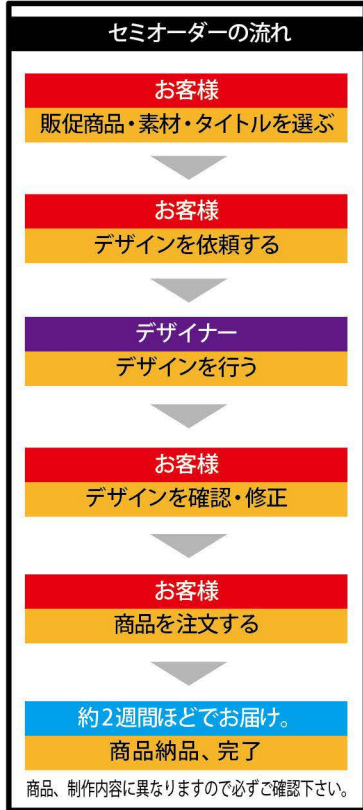 セミオーダーの流れ
お客様
販促商品・素材・タイトルを選ぶ
お客様
デザインを依頼する
デザイナー
デザインを行う
お客様
デザインを確認・修正
お客様
商品を注文する
約2週間ほどでお届け。
商品納品、完了
商品、制作内容に異なりますので必ずご確認下さい。